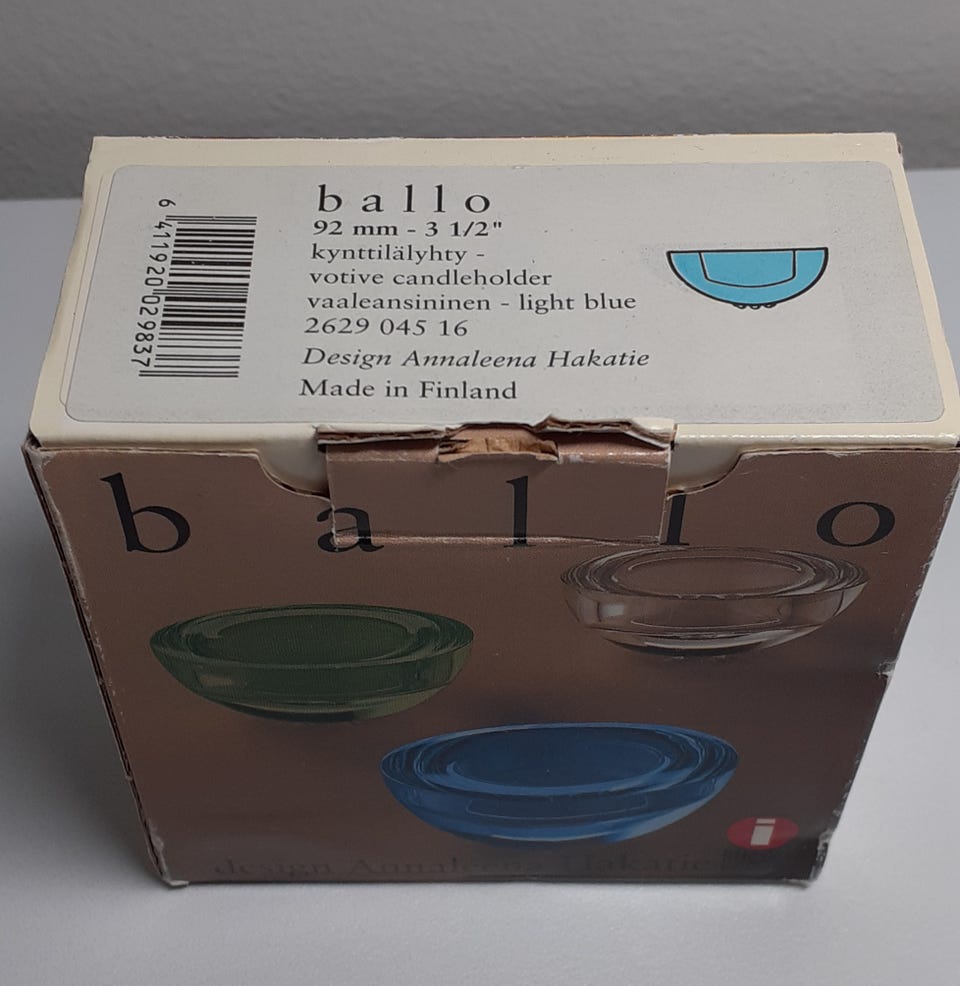 ballo
92 mm - 3 1/2"
kynttilälyhty -
votive candleholder
vaaleansininen - light blue
2629 045 16
Design Annaleena Hakatie
Made in Finland
6 411920 029837
ballo
design Annaleena Hakatie
i